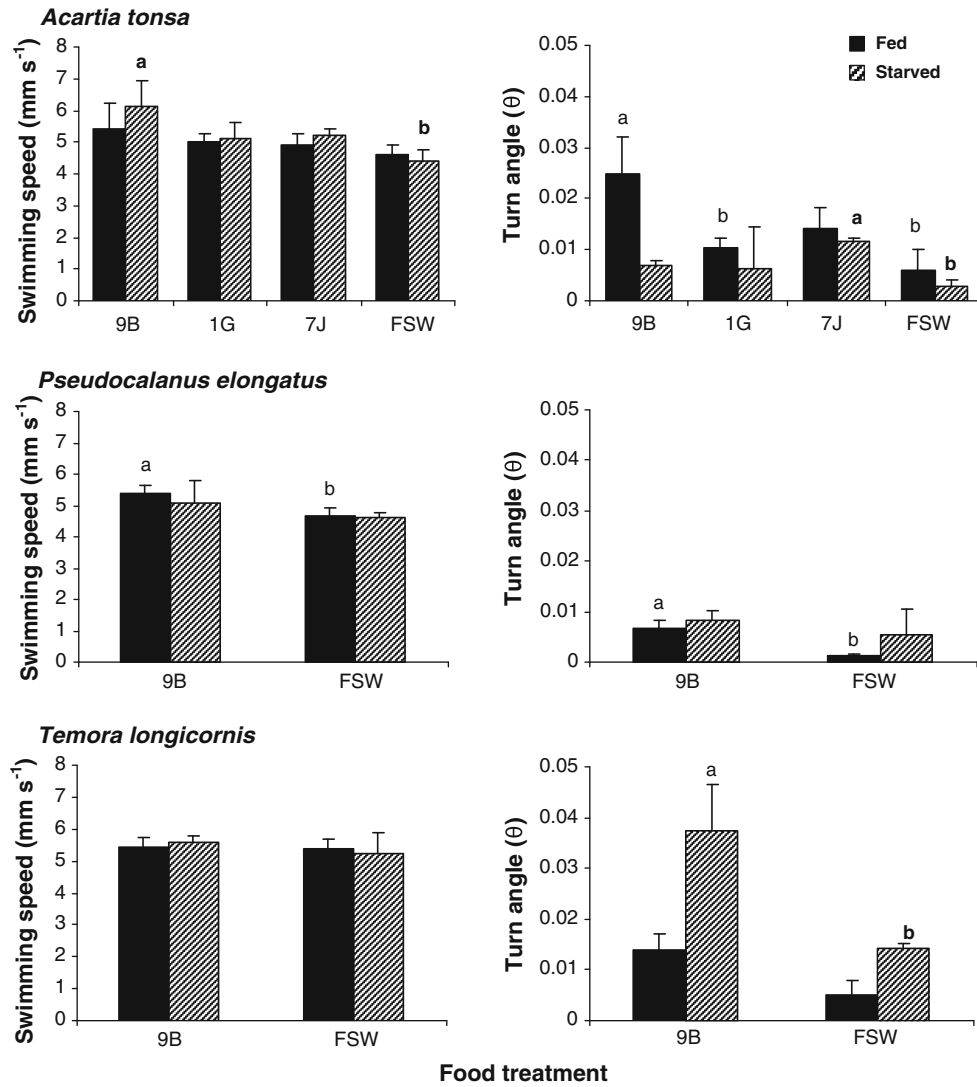 Acartia tonsa
Swimming speed (mm s⁻¹)
8
7
6
5
4
3
2
1
0
a
b
9B 1G 7J FSW
Turn angle (θ)
0.05
0.04
0.03
0.02
0.01
0
Fed
Starved
a
b
a
b
b
9B 1G 7J FSW
Pseudocalanus elongatus
Swimming speed (mm s⁻¹)
8
7
6
5
4
3
2
1
0
a
b
9B FSW
Turn angle (θ)
0.05
0.04
0.03
0.02
0.01
0
a
b
9B FSW
Temora longicornis
Swimming speed (mm s⁻¹)
8
7
6
5
4
3
2
1
0
9B FSW
Turn angle (θ)
0.05
0.04
0.03
0.02
0.01
0
a
b
9B FSW
Food treatment